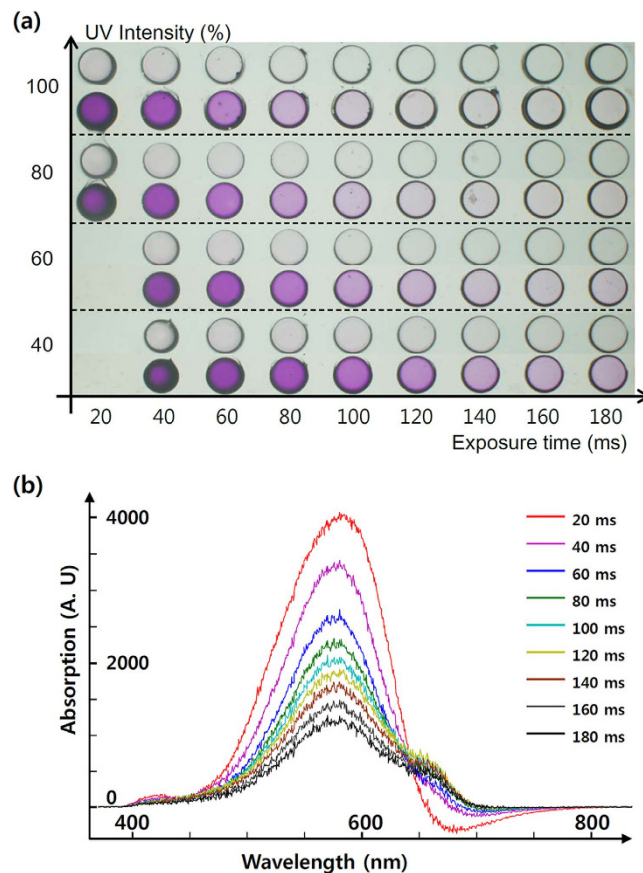 (a)
UV Intensity (%)
100
80
60
40
20 40 60 80 100 120 140 160 180
Exposure time (ms)
(b)
4000
2000
0
Absorption (A. U)
20 ms
40 ms
60 ms
80 ms
100 ms
120 ms
140 ms
160 ms
180 ms
400 600 800
Wavelength (nm)